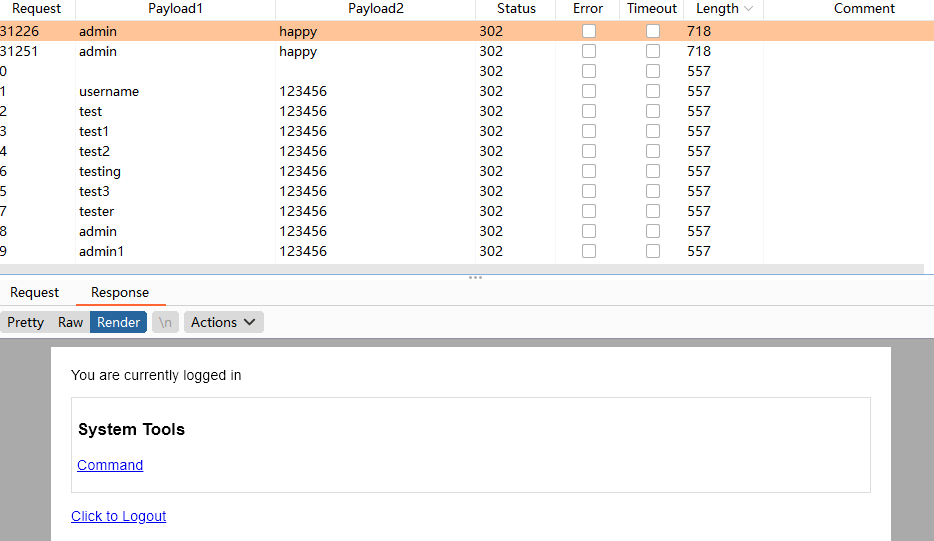 Request Payload1 Payload2 Status Error Timeout Length Comment
31226 admin happy 302 718
31251 admin happy 302 718
0 302 557
1 username 123456 302 557
2 test 123456 302 557
3 test1 123456 302 557
4 test2 123456 302 557
6 testing 123456 302 557
5 test3 123456 302 557
7 tester 123456 302 557
8 admin 123456 302 557
9 admin1 123456 302 557
Request Response
Pretty Raw Render \n Actions
You are currently logged in
System Tools
Command
Click to Logout